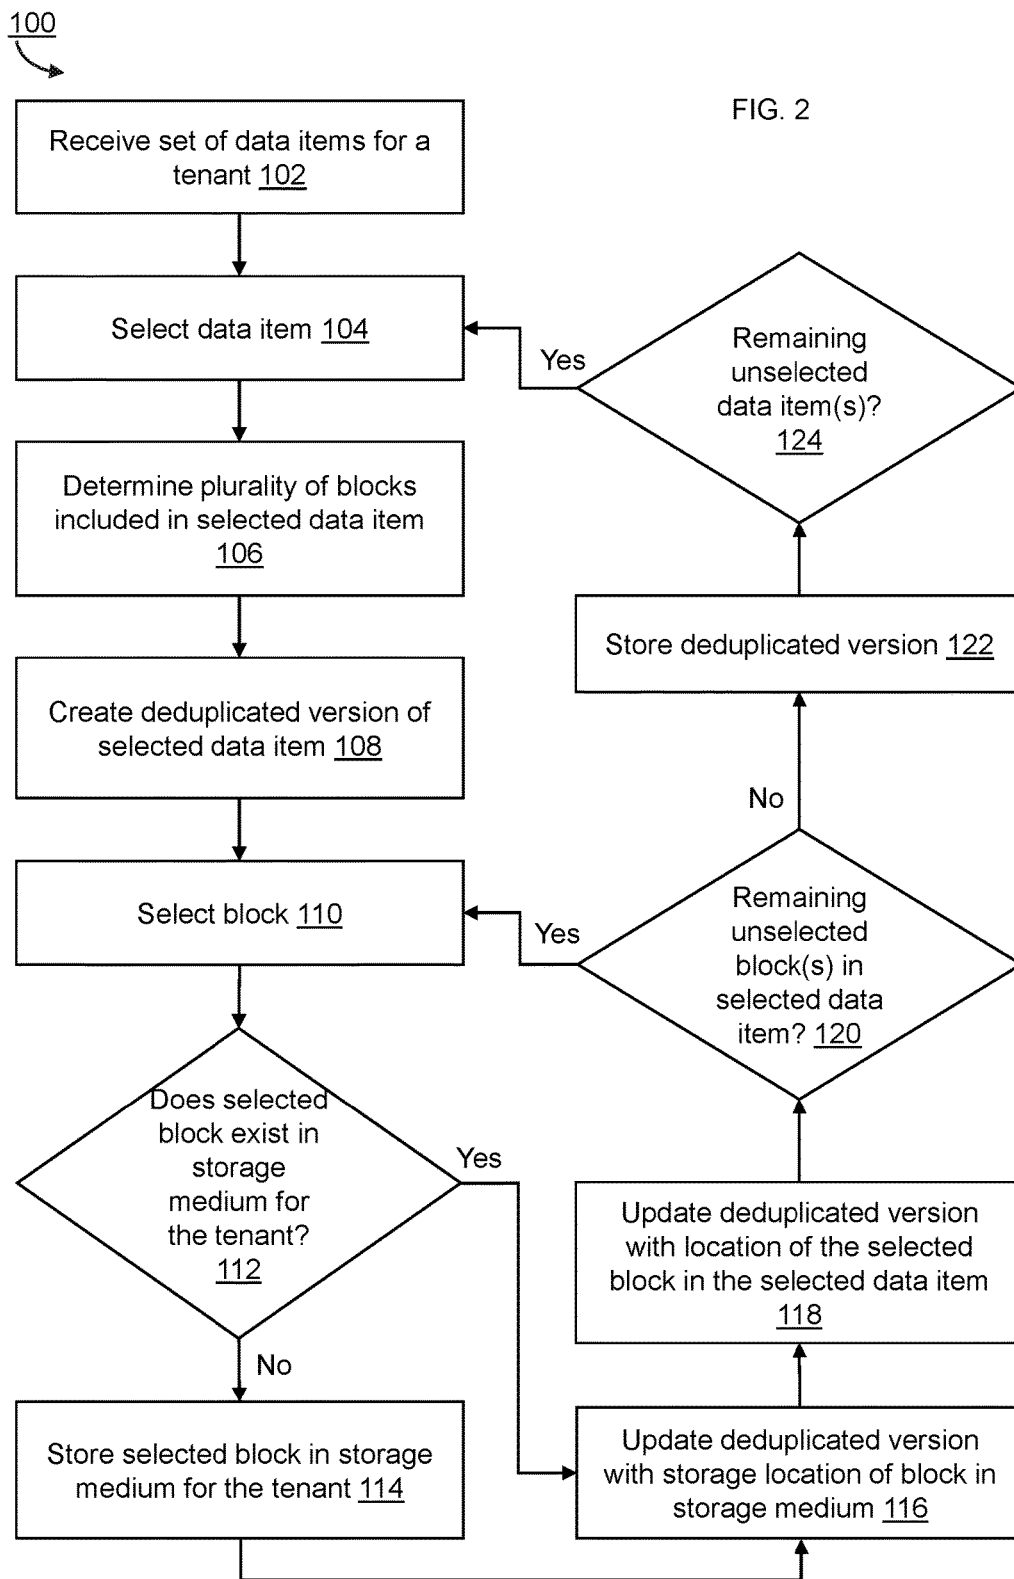 100
FIG. 2
Receive set of data items for a
tenant 102
Select data item 104
Determine plurality of blocks
included in selected data item
106
Create deduplicated version of
selected data item 108
Select block 110
Does selected
block exist in
storage
medium for
the tenant?
112
Yes
No
Store selected block in storage
medium for the tenant 114
Update deduplicated version
with storage location of block in
storage medium 116
Update deduplicated version
with location of the selected
block in the selected data item
118
Remaining
unselected
block(s) in
selected data
item? 120
Yes
No
Store deduplicated version 122
Remaining
unselected
data item(s)?
124
Yes